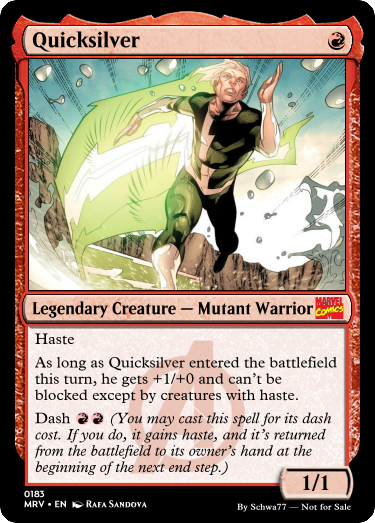 Quicksilver
Legendary Creature — Mutant Warrior
MARVEL
COMICS
Haste
As long as Quicksilver entered the battlefield
this turn, he gets +1/+0 and can't be
blocked except by creatures with haste.
Dash (You may cast this spell for its dash
cost. If you do, it gains haste, and it's returned
from the battlefield to its owner's hand at the
beginning of the next end step.)
1/1
0183
MRV • EN Rafa Sandova
By Schwa77 — Not for Sale